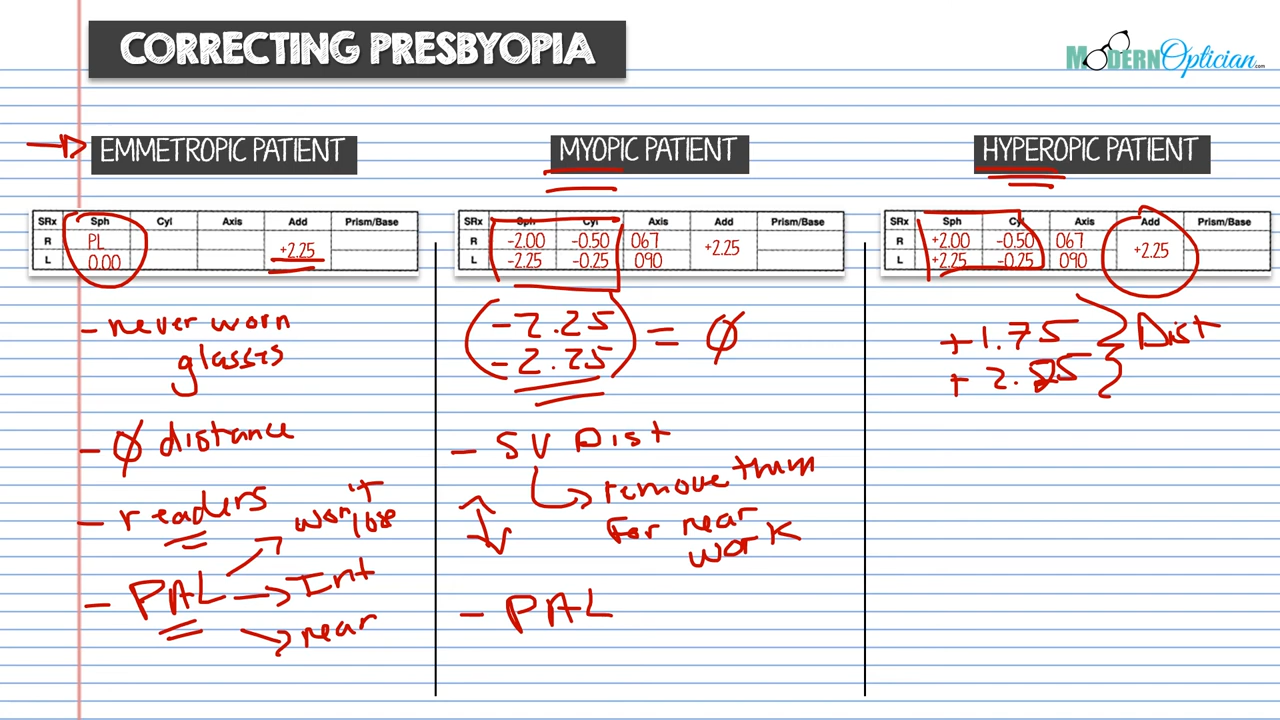 CORRECTING PRESBYOPIA
MODERNOptician.com
EMMETROPIC PATIENT
SRx Sph Cyl Axis Add Prism/Base
R PL +2.25
L 0.00
- never worn
glasses
- Ø distance
- readers
won't
lose
- PAL
Int
near
MYOPIC PATIENT
SRx Sph Cyl Axis Add Prism/Base
R -2.00 -0.50 067 +2.25
L -2.25 -0.25 090
(-2.25
-2.25) = Ø
- SV Dist
remove them
For near
work
- PAL
HYPEROPIC PATIENT
SRx Sph Cyl Axis Add Prism/Base
R +2.00 -0.50 067 +2.25
L +2.25 -0.25 090
+1.75 } Dist